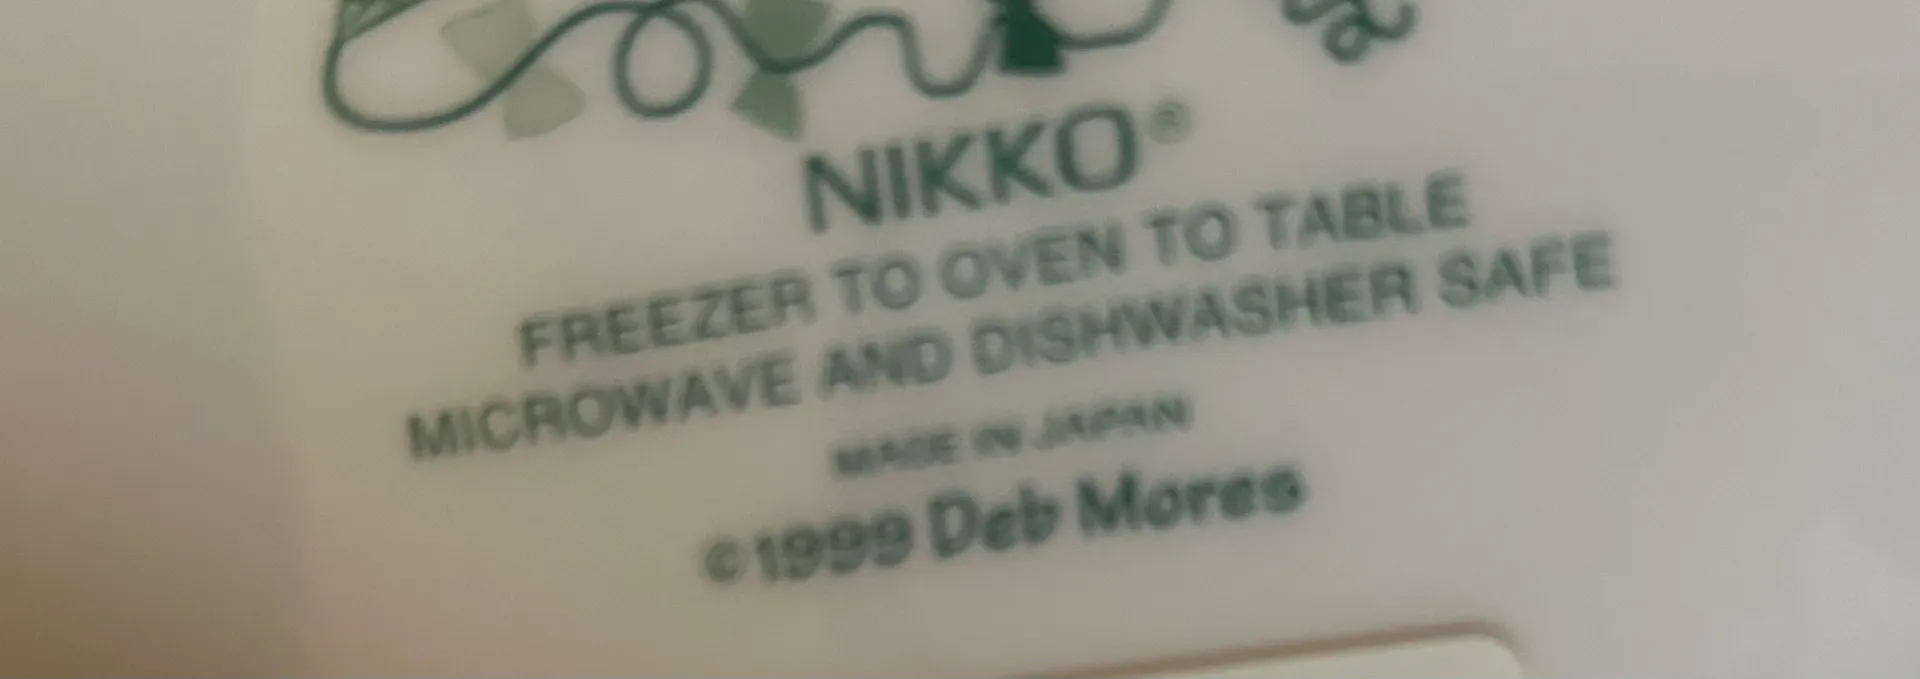 NIKKO®
FREEZER TO OVEN TO TABLE
MICROWAVE AND DISHWASHER SAFE
MADE IN JAPAN
©1999 Deb Mores